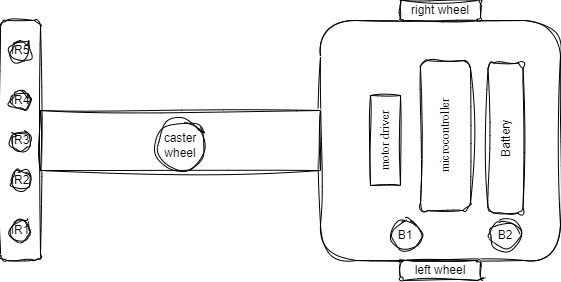 right wheel
IR5
IR4
IR3
IR2
IR1
caster
wheel
motor driver
microcontroller
Battery
B1
B2
left wheel